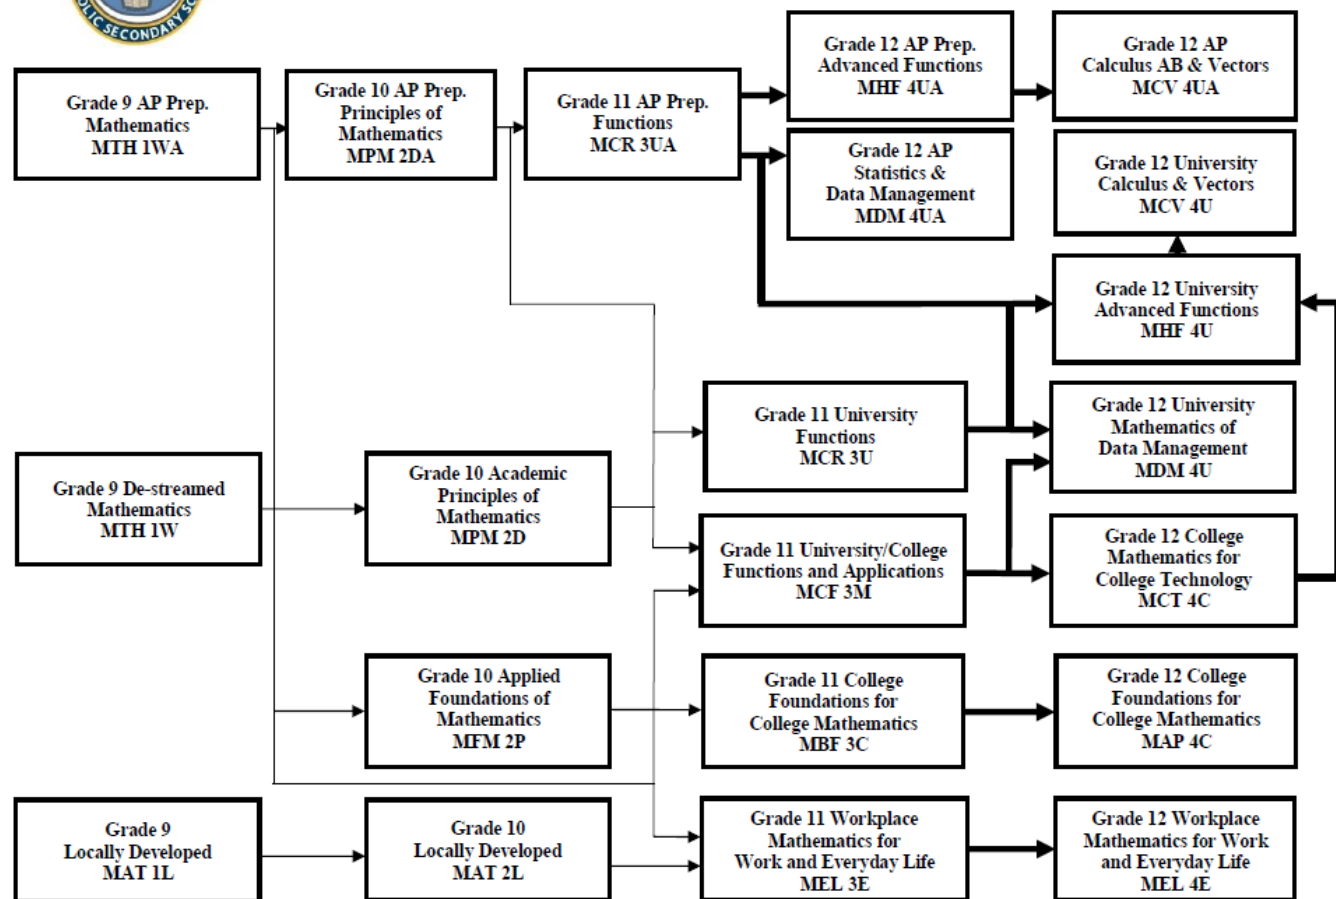 OLIC SECONDARY SC
Grade 12 AP Prep.
Advanced Functions
MHF 4UA
Grade 12 AP
Calculus AB & Vectors
MCV 4UA
Grade 9 AP Prep.
Mathematics
MTH 1WA
Grade 10 AP Prep.
Principles of
Mathematics
MPM 2DA
Grade 11 AP Prep.
Functions
MCR 3UA
Grade 12 AP
Statistics &
Data Management
MDM 4UA
Grade 12 University
Calculus & Vectors
MCV 4U
Grade 12 University
Advanced Functions
MHF 4U
Grade 11 University
Functions
MCR 3U
Grade 12 University
Mathematics of
Data Management
MDM 4U
Grade 9 De-streamed
Mathematics
MTH 1W
Grade 10 Academic
Principles of
Mathematics
MPM 2D
Grade 11 University/College
Functions and Applications
MCF 3M
Grade 12 College
Mathematics for
College Technology
MCT 4C
Grade 10 Applied
Foundations of
Mathematics
MFM 2P
Grade 11 College
Foundations for
College Mathematics
MBF 3C
Grade 12 College
Foundations for
College Mathematics
MAP 4C
Grade 9
Locally Developed
MAT 1L
Grade 10
Locally Developed
MAT 2L
Grade 11 Workplace
Mathematics for
Work and Everyday Life
MEL 3E
Grade 12 Workplace
Mathematics for Work
and Everyday Life
MEL 4E